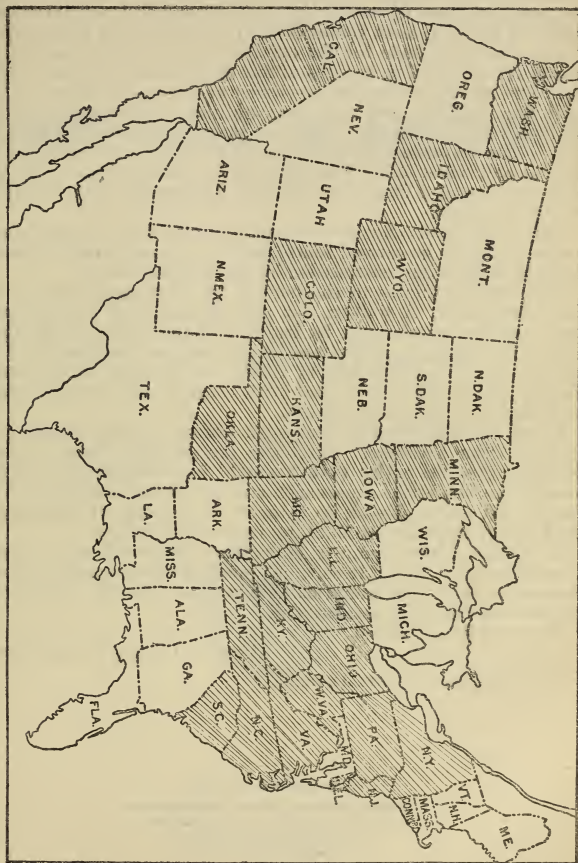 WASH.
OREG.
CAL.
NEV.
IDAHO
MONT.
WYO.
UTAH
ARIZ.
COLO.
N.MEX.
N.DAK.
S.DAK.
NEB.
KANS.
OKLA.
TEX.
MINN.
IOWA
MO.
ARK.
LA.
WIS.
ILL.
MICH.
IND.
OHIO
KY.
TENN.
MISS.
ALA.
GA.
FLA.
S.C.
N.C.
VA.
W.VA.
MD.
DEL.
PA.
N.J.
N.Y.
CONN.
MASS.
VT.
N.H.
ME.